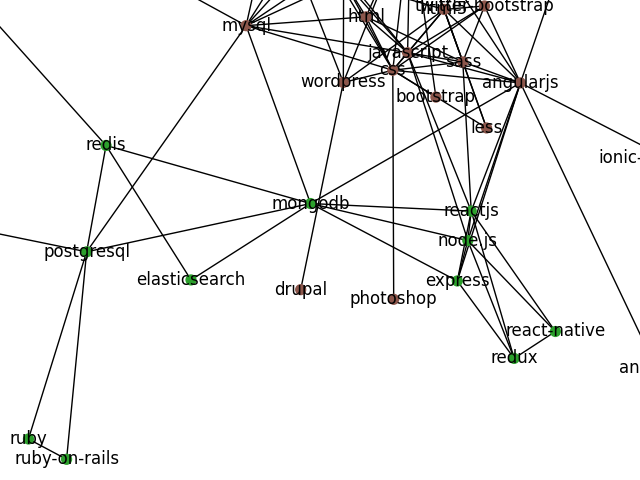 twitter-bootstrap
html5
html
mysql
javascript
sass
css
wordpress
angularjs
bootstrap
less
redis
ionic-
mongodb
reactjs
node.js
postgresql
elasticsearch
express
drupal
photoshop
react-native
redux
an
ruby
ruby-on-rails